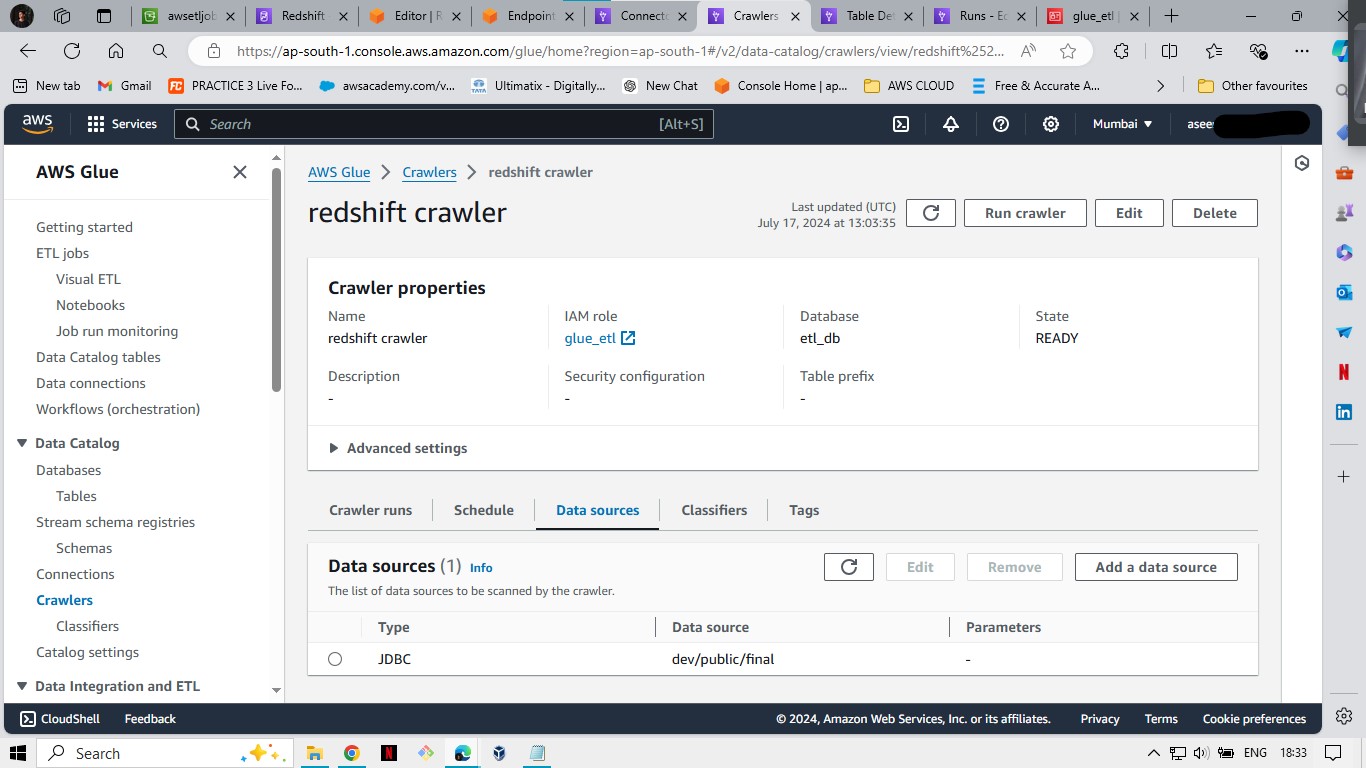 awsetljob
Redshift
Editor | R
Endpoint
Connecto
Crawlers
Table Det
Runs - Ec
glue_etl |
https://ap-south-1.console.aws.amazon.com/glue/home?region=ap-south-1#/v2/data-catalog/crawlers/view/redshift%252...
New tab
Gmail
PRACTICE 3 Live Fo...
awsacademy.com/v...
Ultimatix - Digitally...
New Chat
Console Home | ap...
AWS CLOUD
Free & Accurate A...
Other favourites
aws
Services
Search
[Alt+S]
Mumbai
asee
AWS Glue
Getting started
ETL jobs
Visual ETL
Notebooks
Job run monitoring
Data Catalog tables
Data connections
Workflows (orchestration)
Data Catalog
Databases
Tables
Stream schema registries
Schemas
Connections
Crawlers
Classifiers
Catalog settings
Data Integration and ETL
AWS Glue > Crawlers > redshift crawler
redshift crawler
Last updated (UTC)
July 17, 2024 at 13:03:35
Run crawler
Edit
Delete
Crawler properties
Name
redshift crawler
IAM role
glue_etl
Database
etl_db
State
READY
Description
-
Security configuration
-
Table prefix
-
Advanced settings
Crawler runs
Schedule
Data sources
Classifiers
Tags
Data sources (1) Info
The list of data sources to be scanned by the crawler.
Edit
Remove
Add a data source
Type
Data source
Parameters
JDBC
dev/public/final
-
CloudShell
Feedback
© 2024, Amazon Web Services, Inc. or its affiliates.
Privacy
Terms
Cookie preferences
Search
ENG
18:33